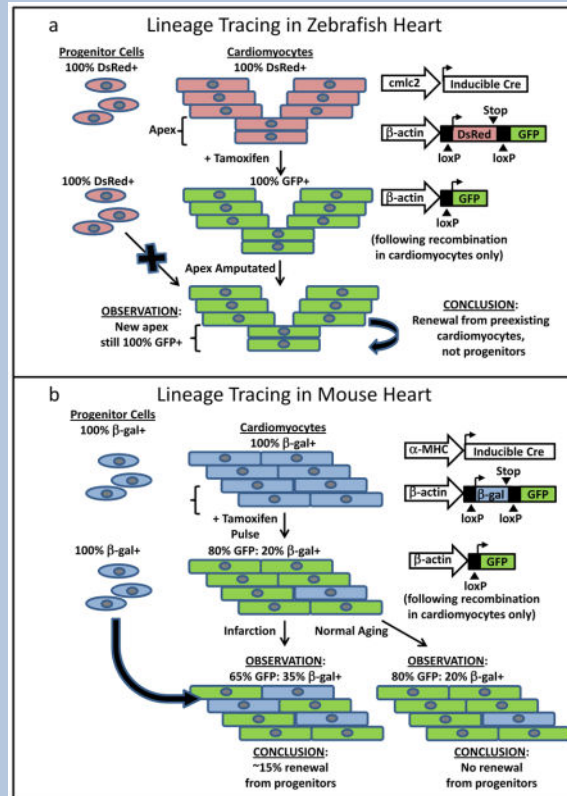 a
Lineage Tracing in Zebrafish Heart
Progenitor Cells
100% DsRed+
Cardiomyocytes
100% DsRed+
cmlc2
Inducible Cre
Stop
β-actin
DsRed
GFP
loxP
loxP
Apex
+ Tamoxifen
100% DsRed+
100% GFP+
β-actin
GFP
loxP
(following recombination
in cardiomyocytes only)
Apex Amputated
OBSERVATION:
New apex
still 100% GFP+
CONCLUSION:
Renewal from preexisting
cardiomyocytes,
not progenitors
b
Lineage Tracing in Mouse Heart
Progenitor Cells
100% β-gal+
Cardiomyocytes
100% β-gal+
α-MHC
Inducible Cre
Stop
β-actin
β-gal
GFP
loxP
loxP
+ Tamoxifen
Pulse
100% β-gal+
80% GFP: 20% β-gal+
β-actin
GFP
loxP
(following recombination
in cardiomyocytes only)
Infarction
Normal Aging
OBSERVATION:
65% GFP: 35% β-gal+
OBSERVATION:
80% GFP: 20% β-gal+
CONCLUSION:
~15% renewal
from progenitors
CONCLUSION:
No renewal
from progenitors